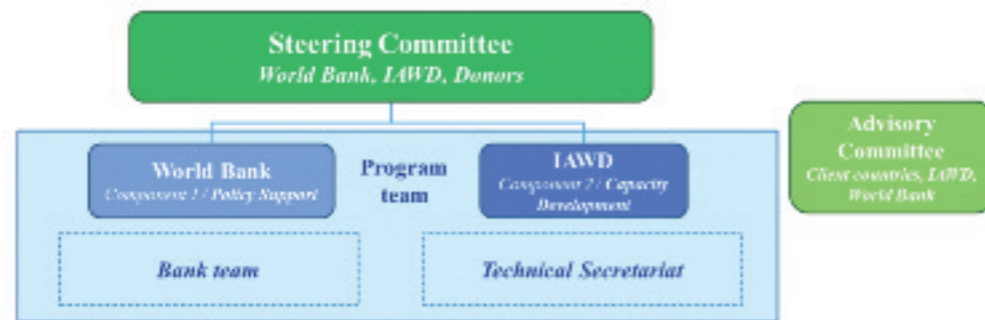 Steering Committee
World Bank, IAWD, Donors
World Bank
Component 1 / Policy Support
Program
team
IAWD
Component 2 / Capacity
Development
Advisory
Committee
Client countries, IAWD,
World Bank
Bank team
Technical Secretariat